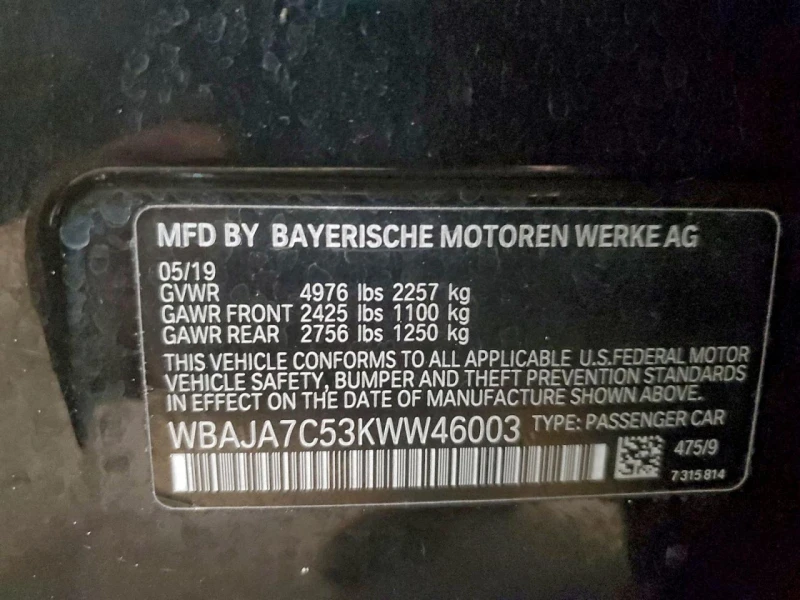 MFD BY BAYERISCHE MOTOREN WERKE AG
05/19
GVWR 4976 lbs 2257 kg
GAWR FRONT 2425 lbs 1100 kg
GAWR REAR 2756 lbs 1250 kg
THIS VEHICLE CONFORMS TO ALL APPLICABLE U.S.FEDERAL MOTOR
VEHICLE SAFETY, BUMPER AND THEFT PREVENTION STANDARDS
IN EFFECT ON THE DATE OF MANUFACTURE SHOWN ABOVE.
WBAJA7C53KWW46003 TYPE: PASSENGER CAR
475/9
7315814